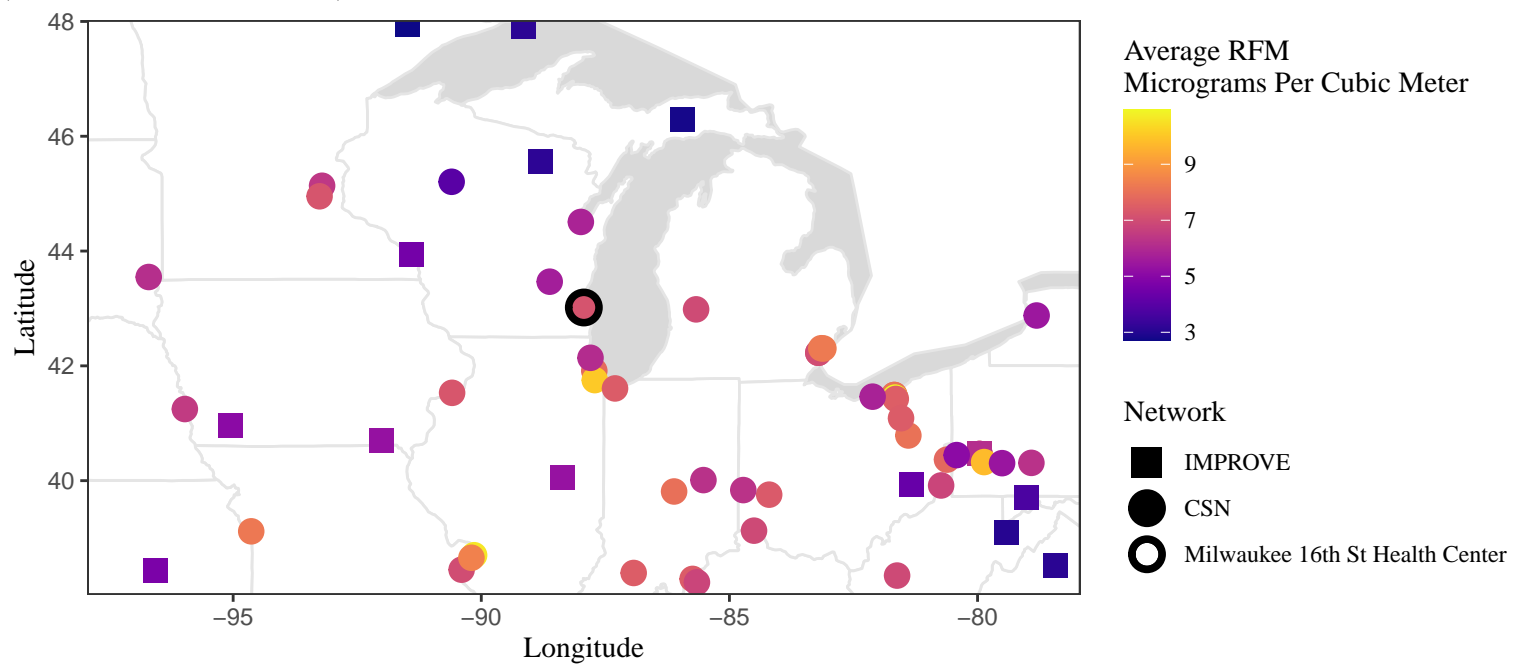 48
46
44
42
40
Latitude
−95
−90
−85
−80
Longitude
Average RFM
Micrograms Per Cubic Meter
9
7
5
3
Network
IMPROVE
CSN
Milwaukee 16th St Health Center